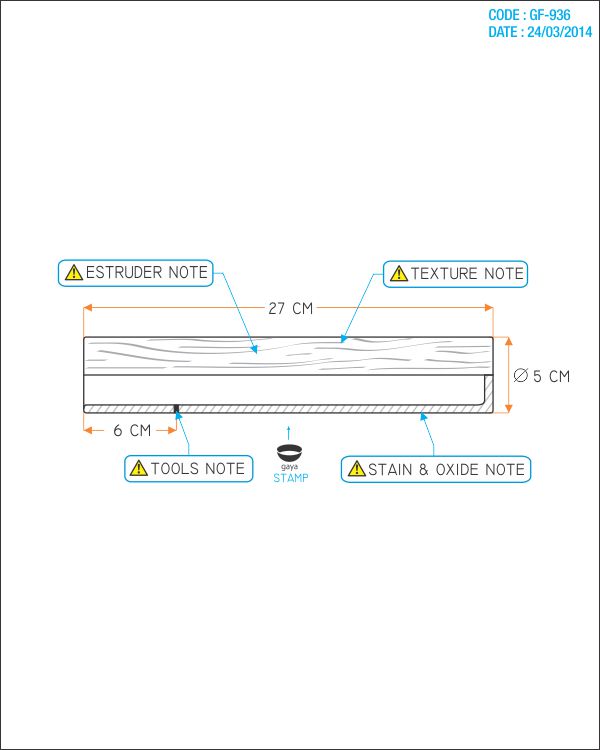 CODE : GF-936
DATE : 24/03/2014
ESTRUDER NOTE
TEXTURE NOTE
27 CM
∅ 5 CM
6 CM
TOOLS NOTE
gaya
STAMP
STAIN & OXIDE NOTE